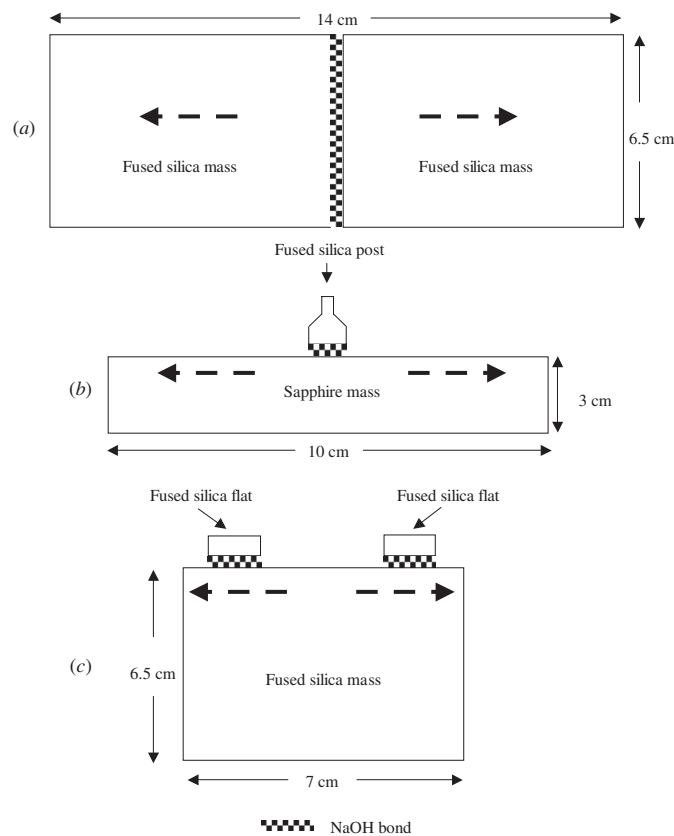 14 cm
(a)
Fused silica mass
Fused silica mass
6.5 cm
Fused silica post
(b)
Sapphire mass
3 cm
10 cm
Fused silica flat
Fused silica flat
(c)
6.5 cm
Fused silica mass
7 cm
NaOH bond